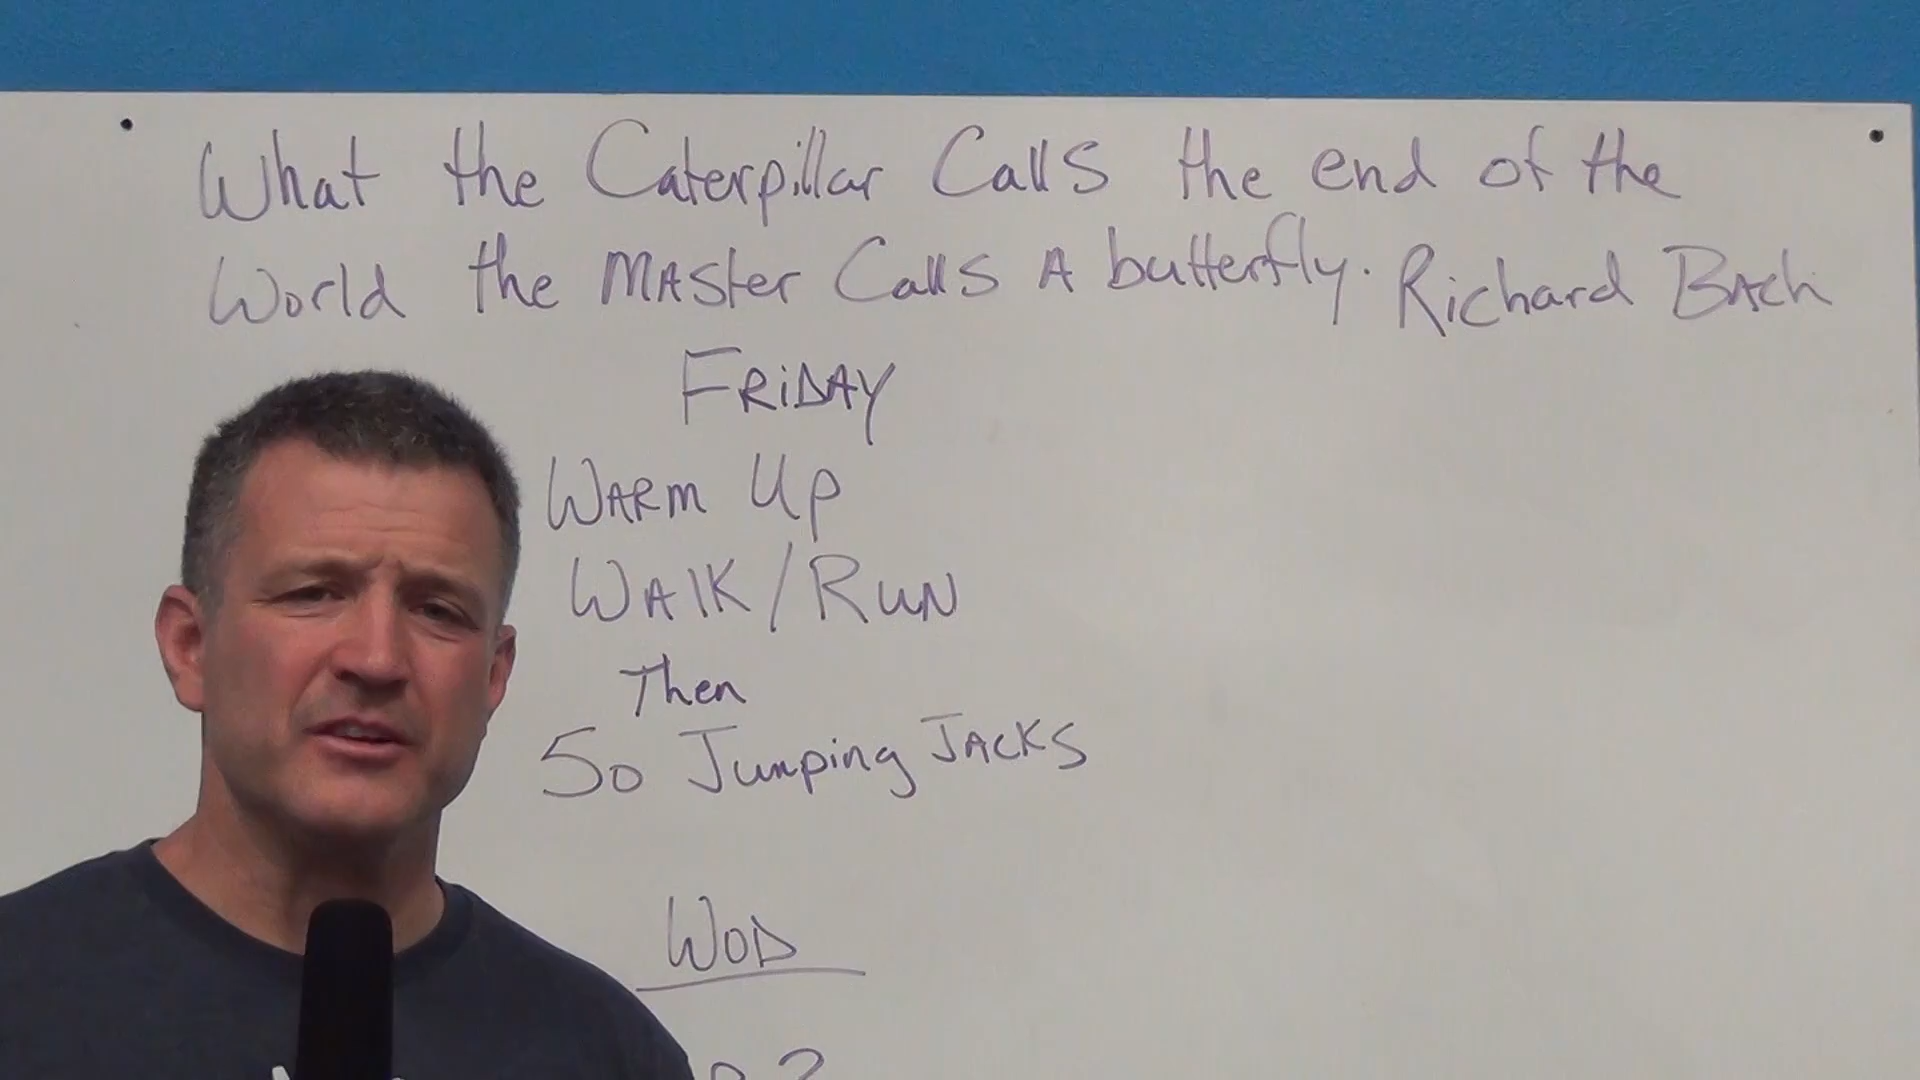 What the Caterpillar Calls the end of the
World the MASter Calls A butterfly. Richard BAch
FRiDAY
WARM Up
WAlK/RUN
Then
50 Jumping JACKS
WOD